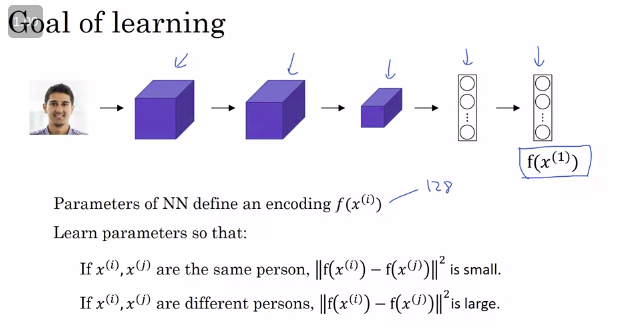 Goal of learning
f(x⁽¹⁾)
128
Parameters of NN define an encoding f(x⁽ⁱ⁾)
Learn parameters so that:
If x⁽ⁱ⁾, x⁽ʲ⁾ are the same person, ‖f(x⁽ⁱ⁾) − f(x⁽ʲ⁾)‖² is small.
If x⁽ⁱ⁾, x⁽ʲ⁾ are different persons, ‖f(x⁽ⁱ⁾) − f(x⁽ʲ⁾)‖² is large.